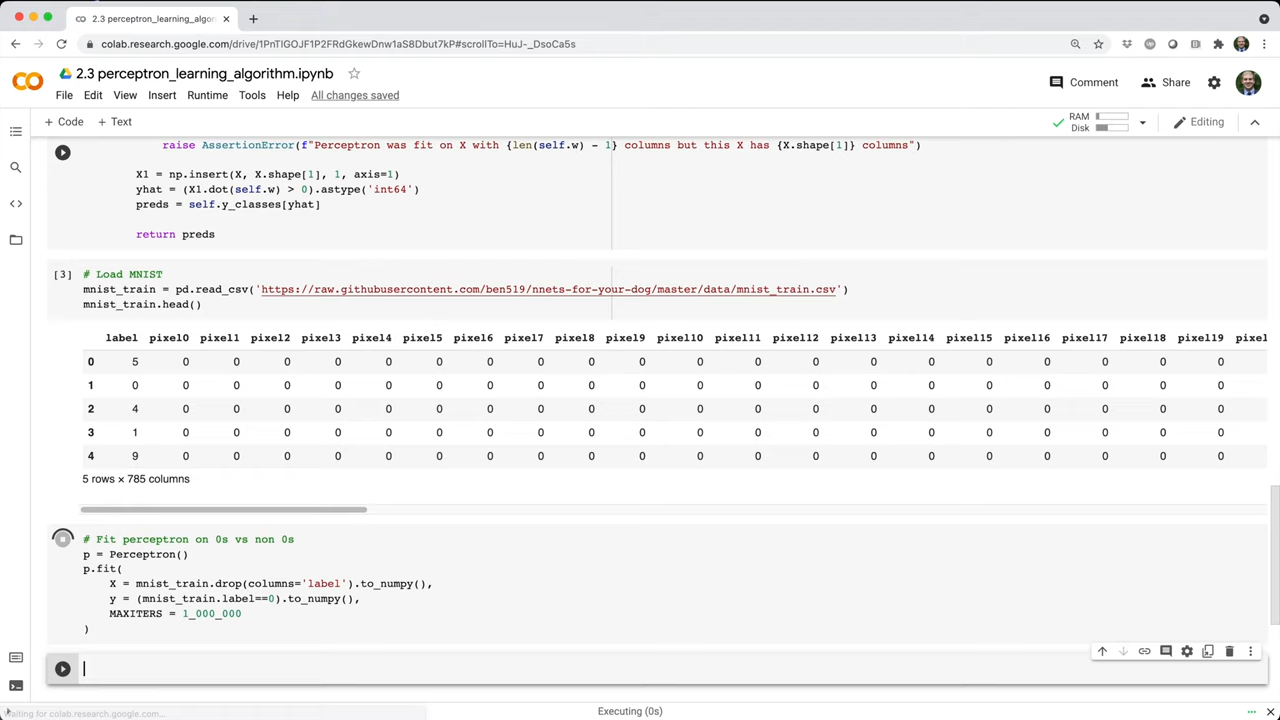 2.3 perceptron_learning_algor
colab.research.google.com/drive/1PnTIGOJF1P2FRdGkewDnw1aS8Dbut7kP#scrollTo=HuJ-_DsoCa5s
2.3 perceptron_learning_algorithm.ipynb
File Edit View Insert Runtime Tools Help All changes saved
Comment Share
+ Code + Text
RAM
Disk
Editing
raise AssertionError(f"Perceptron was fit on X with {len(self.w) - 1} columns but this X has {X.shape[1]} columns")
X1 = np.insert(X, X.shape[1], 1, axis=1)
yhat = (X1.dot(self.w) > 0).astype('int64')
preds = self.y_classes[yhat]
return preds
[3] # Load MNIST
mnist_train = pd.read_csv('https://raw.githubusercontent.com/ben519/nnets-for-your-dog/master/data/mnist_train.csv')
mnist_train.head()
label pixel0 pixel1 pixel2 pixel3 pixel4 pixel5 pixel6 pixel7 pixel8 pixel9 pixel10 pixel11 pixel12 pixel13 pixel14 pixel15 pixel16 pixel17 pixel18 pixel19 pixel
0 5 0 0 0 0 0 0 0 0 0 0 0 0 0 0 0 0 0 0 0 0
1 0 0 0 0 0 0 0 0 0 0 0 0 0 0 0 0 0 0 0 0 0
2 4 0 0 0 0 0 0 0 0 0 0 0 0 0 0 0 0 0 0 0 0
3 1 0 0 0 0 0 0 0 0 0 0 0 0 0 0 0 0 0 0 0 0
4 9 0 0 0 0 0 0 0 0 0 0 0 0 0 0 0 0 0 0 0 0
5 rows × 785 columns
# Fit perceptron on 0s vs non 0s
p = Perceptron()
p.fit(
X = mnist_train.drop(columns='label').to_numpy(),
y = (mnist_train.label==0).to_numpy(),
MAXITERS = 1_000_000
)
Waiting for colab.research.google.com...
Executing (0s)